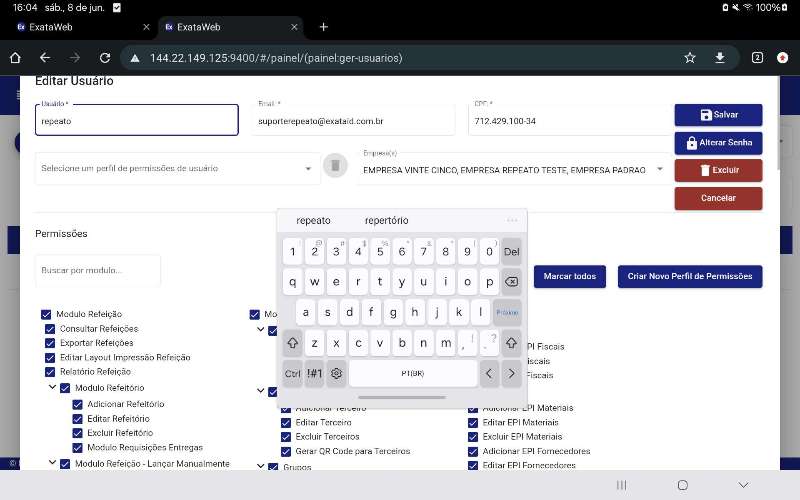 16:04 sáb., 8 de jun.
100%
ExataWeb
ExataWeb
144.22.149.125:9400/#/painel/(painel:ger-usuarios)
2
Editar Usuário
Usuário *
repeato
Email *
suporterepeato@exataid.com.br
CPF *
712.429.100-34
Salvar
Alterar Senha
Excluir
Cancelar
Selecione um perfil de permissões de usuário
Empresa(s)
EMPRESA VINTE CINCO, EMPRESA REPEATO TESTE, EMPRESA PADRAO
Permissões
Buscar por modulo...
Marcar todos
Criar Novo Perfil de Permissões
repeato repertório ...
1 2 3 4 5 6 7 8 9 0 Del
q w e r t y u i o p
a s d f g h j k l Próximo
z x c v b n m , ! . ?
Ctrl !#1 PT(BR) < >
Modulo Refeição
Consultar Refeições
Exportar Refeições
Editar Layout Impressão Refeição
Relatório Refeição
Modulo Refeitório
Adicionar Refeitório
Editar Refeitório
Excluir Refeitório
Modulo Requisições Entregas
Modulo Refeição - Lançar Manualmente
Mo
Adicionar Terceiro
Editar Terceiro
Excluir Terceiros
Gerar QR Code para Terceiros
Grupos
PI Fiscais
iscais
Fiscais
Adicionar EPI Materiais
Editar EPI Materiais
Excluir EPI Materiais
Adicionar EPI Fornecedores
Editar EPI Fornecedores